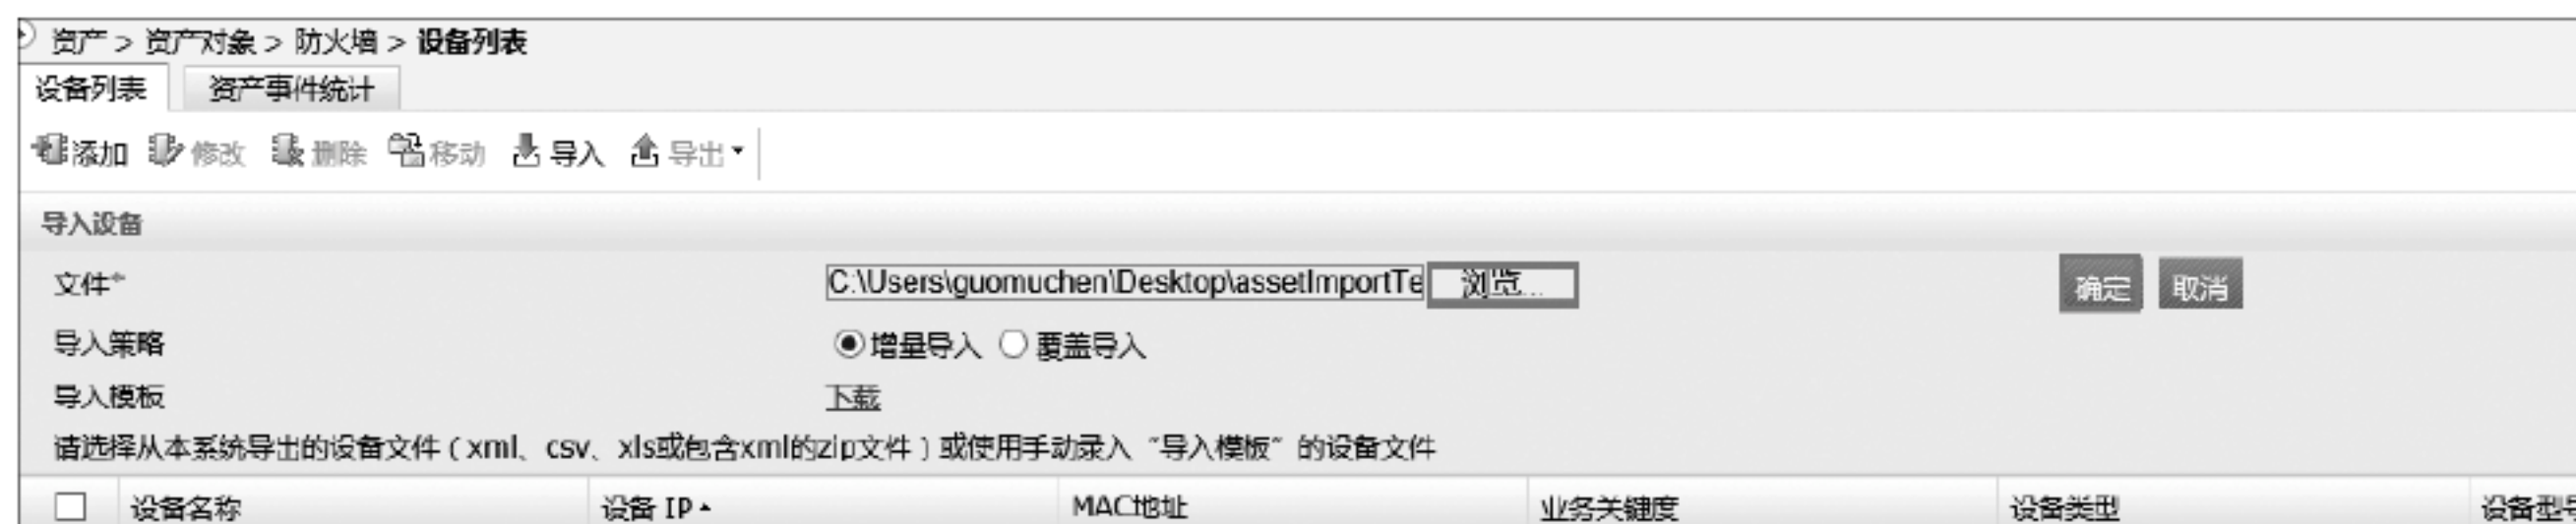 资产 > 资产对象 > 防火墙 > 设备列表
设备列表 资产事件统计
添加 修改 删除 移动 导入 导出
导入设备
文件* C:\Users\guomuchen\Desktop\assetImportTe 浏览... 确定 取消
导入策略 增量导入 覆盖导入
导入模板 下载
请选择从本系统导出的设备文件（xml、csv、xls或包含xml的zip文件）或使用手动录入“导入模板”的设备文件
设备名称 设备 IP MAC地址 业务关键度 设备类型 设备型号